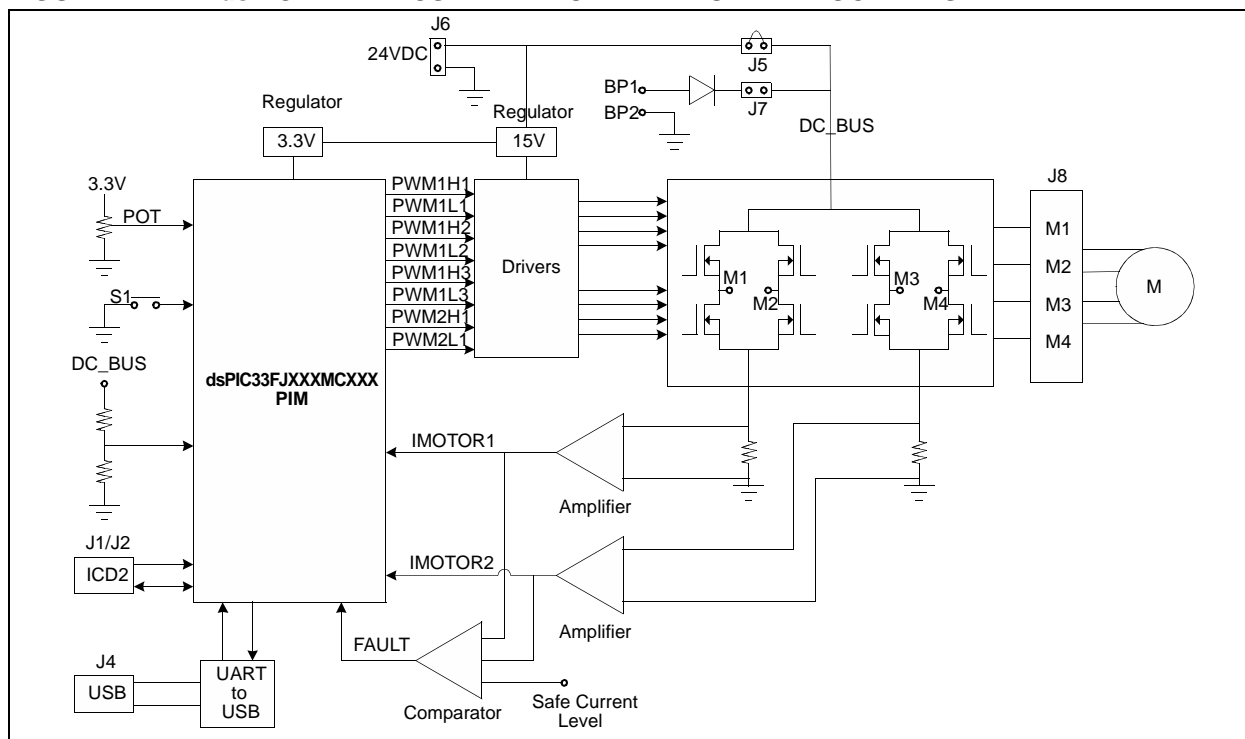 J6
24VDC
J5
BP1
J7
BP2
DC_BUS
Regulator
3.3V
Regulator
15V
3.3V
POT
S1
DC_BUS
dsPIC33FJXXXMCXXX
PIM
PWM1H1
PWM1L1
PWM1H2
PWM1L2
PWM1H3
PWM1L3
PWM2H1
PWM2L1
Drivers
M1
M2
M3
M4
J8
M1
M2
M3
M4
M
IMOTOR1
Amplifier
IMOTOR2
Amplifier
J1/J2
ICD2
FAULT
Comparator
Safe Current
Level
J4
USB
UART
to
USB